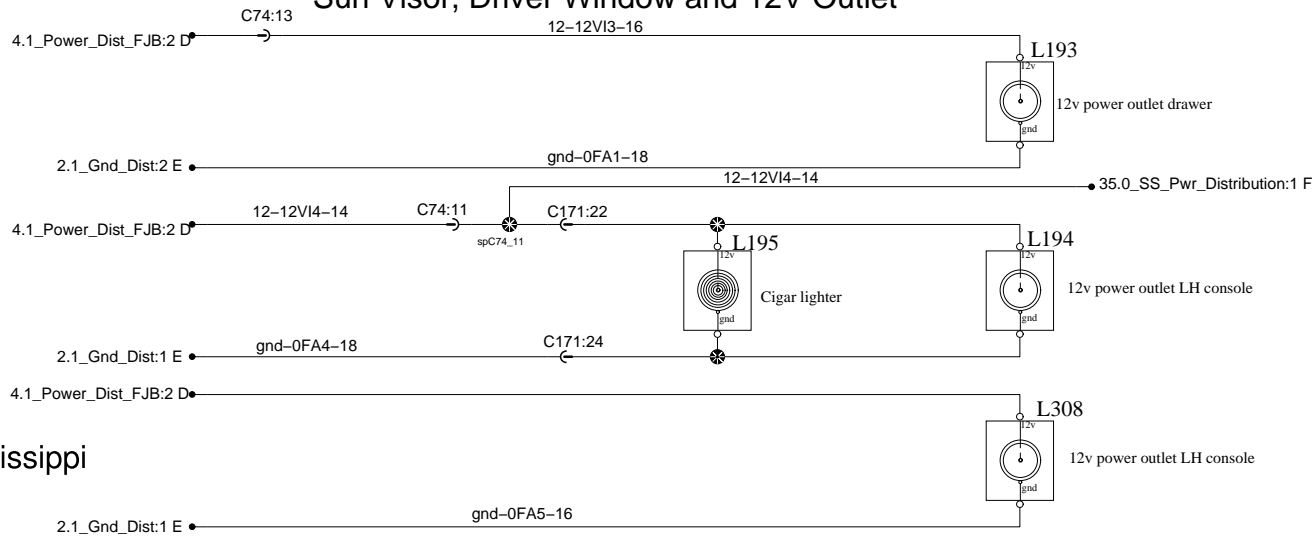 Sun Visor, Driver Window and 12V Outlet
C74:13
12-12VI3-16
4.1_Power_Dist_FJB:2 D
L193
12v
12v power outlet drawer
gnd
gnd-0FA1-18
2.1_Gnd_Dist:2 E
12-12VI4-14
35.0_SS_Pwr_Distribution:1 F
12-12VI4-14
C74:11
C171:22
4.1_Power_Dist_FJB:2 D
spC74_11
L195
L194
12v
12v
Cigar lighter
12v power outlet LH console
gnd
gnd
gnd-0FA4-18
C171:24
2.1_Gnd_Dist:1 E
4.1_Power_Dist_FJB:2 D
L308
12v
issippi
12v power outlet LH console
gnd
gnd-0FA5-16
2.1_Gnd_Dist:1 E